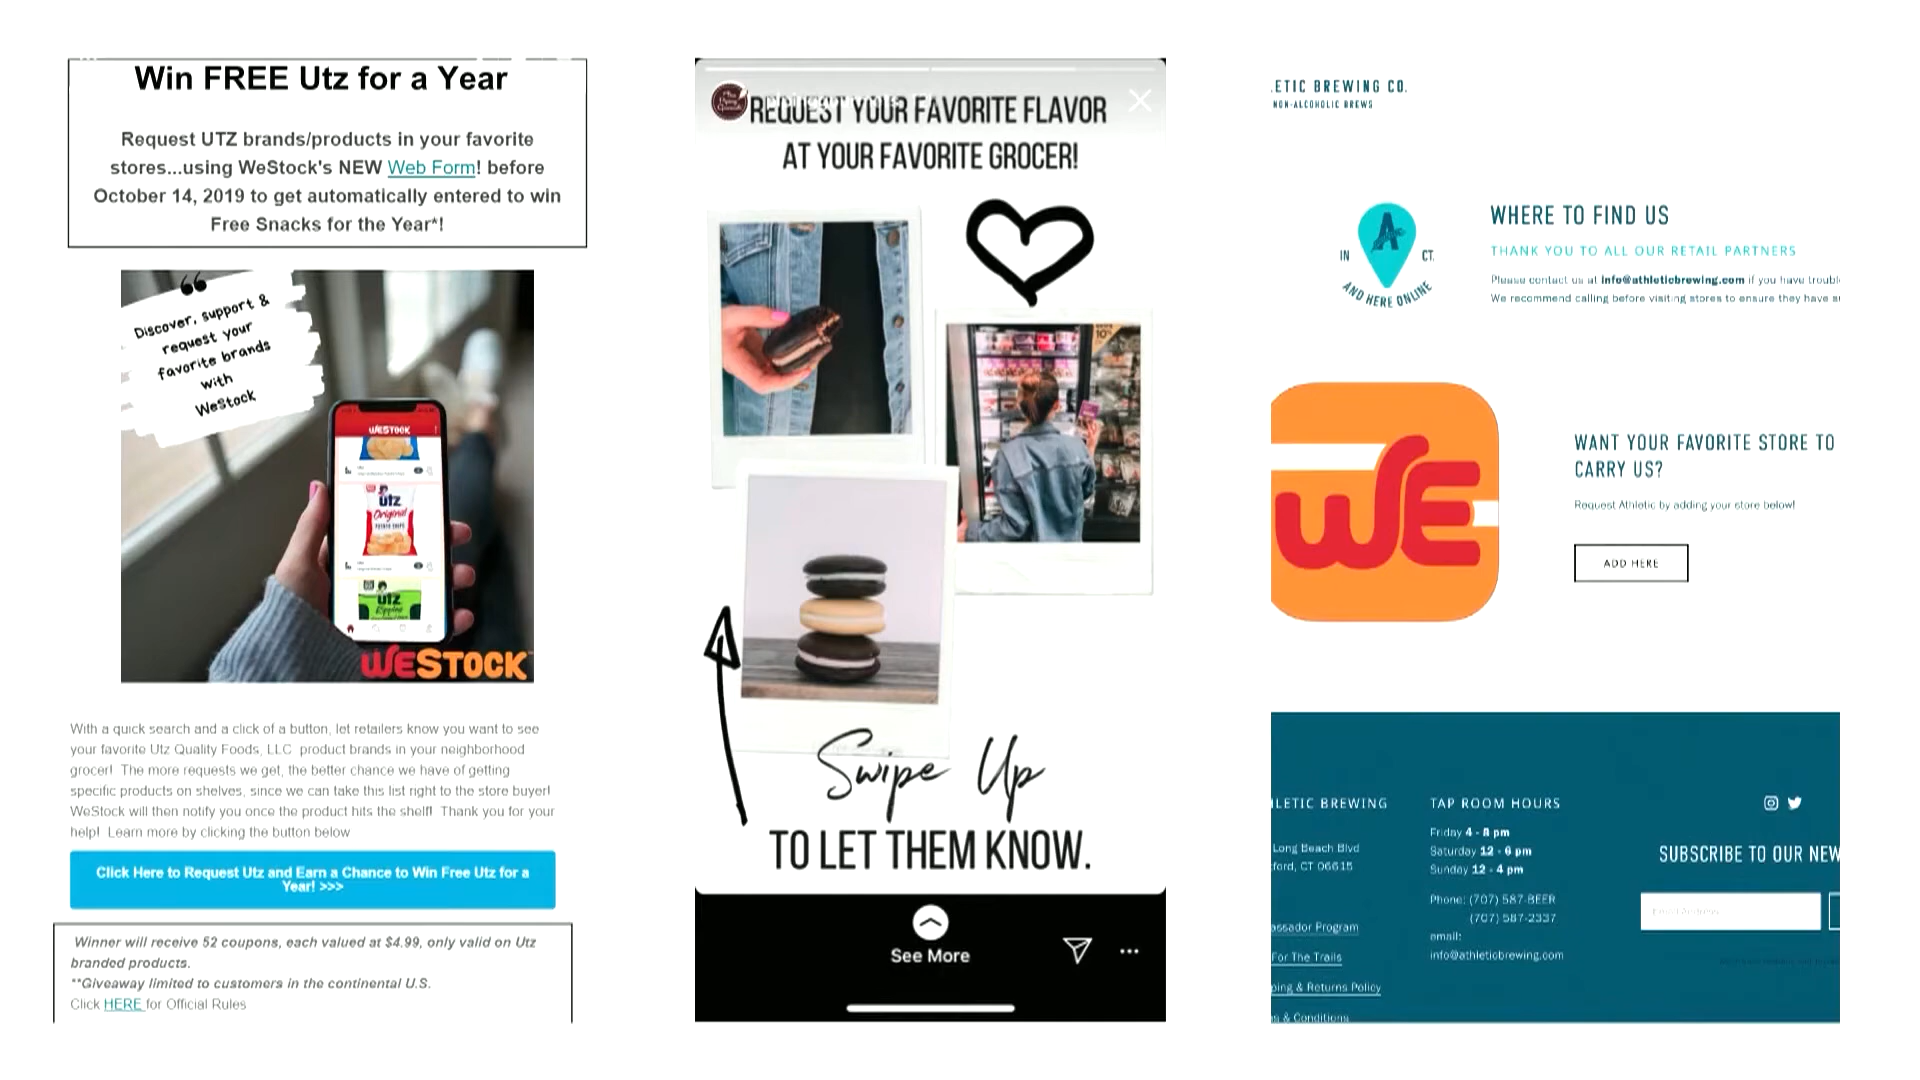 Win FREE Utz for a Year
Request UTZ brands/products in your favorite
stores...using WeStock's NEW Web Form! before
October 14, 2019 to get automatically entered to win
Free Snacks for the Year*!
Discover, support &
request your
favorite brands
with
WeStock
WESTOCK
utz
Original
POTATO CHIPS
utz
Ripples
WESTOCK
With a quick search and a click of a button, let retailers know you want to see
your favorite Utz Quality Foods, LLC product brands in your neighborhood
grocer! The more requests we get, the better chance we have of getting
specific products on shelves, since we can take this list right to the store buyer!
WeStock will then notify you once the product hits the shelf! Thank you for your
help! Learn more by clicking the button below
Click Here to Request Utz and Earn a Chance to Win Free Utz for a
Year! >>>
Winner will receive 52 coupons, each valued at $4.99, only valid on Utz
branded products.
**Giveaway limited to customers in the continental U.S.
Click HERE for Official Rules
REQUEST YOUR FAVORITE FLAVOR
AT YOUR FAVORITE GROCER!
10%
Swipe Up
TO LET THEM KNOW.
See More
ETIC BREWING CO.
NON-ALCOHOLIC BREWS
A
IN CT.
AND HERE ONLINE
WHERE TO FIND US
THANK YOU TO ALL OUR RETAIL PARTNERS
Please contact us at info@athleticbrewing.com if you have troubl
We recommend calling before visiting stores to ensure they have
WE
WANT YOUR FAVORITE STORE TO
CARRY US?
Request Athletic by adding your store below!
ADD HERE
LETIC BREWING
Long Beach Blvd
ford, CT 06615
ssador Program
For The Trails
ping & Returns Policy
s & Conditions
TAP ROOM HOURS
Friday 4 - 8 pm
Saturday 12 - 6 pm
Sunday 12 - 4 pm
Phone: (707) 587-BEER
(707) 587-2337
email:
info@athleticbrewing.com
SUBSCRIBE TO OUR NEW
Email Address